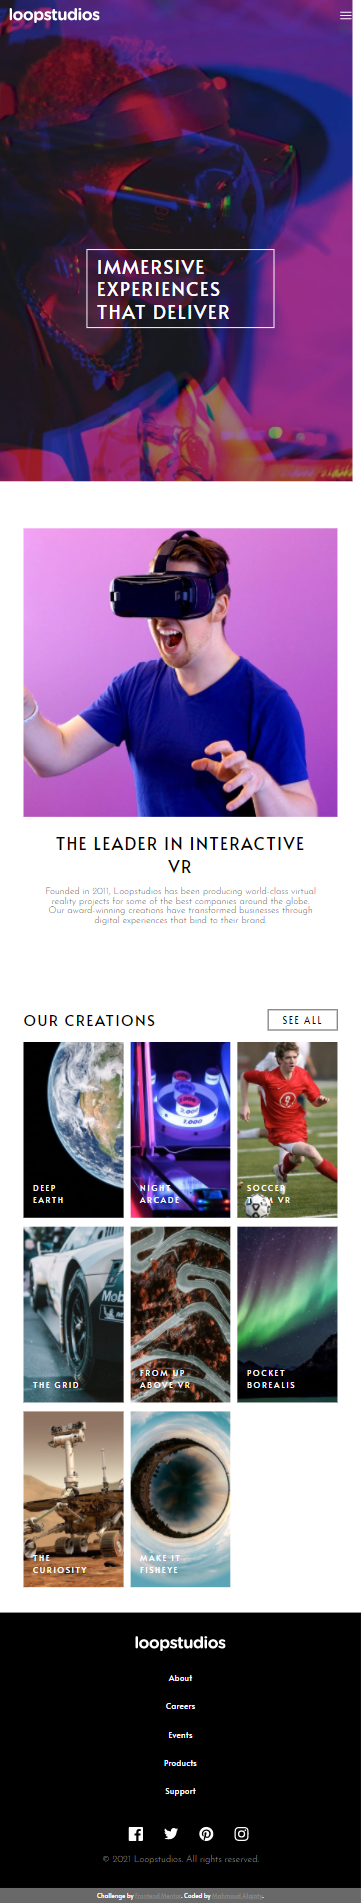 loopstudios
IMMERSIVE
EXPERIENCES
THAT DELIVER
THE LEADER IN INTERACTIVE
VR
Founded in 2011, Loopstudios has been producing world-class virtual
reality projects for some of the best companies around the globe.
Our award-winning creations have transformed businesses through
digital experiences that bind to their brand.
OUR CREATIONS
SEE ALL
DEEP
EARTH
NIGHT
ARCADE
SOCCER
TEAM VR
THE GRID
FROM UP
ABOVE VR
POCKET
BOREALIS
THE
CURIOSITY
MAKE IT
FISHEYE
loopstudios
About
Careers
Events
Products
Support
© 2021 Loopstudios. All rights reserved.
Challenge by Frontend Mentor. Coded by